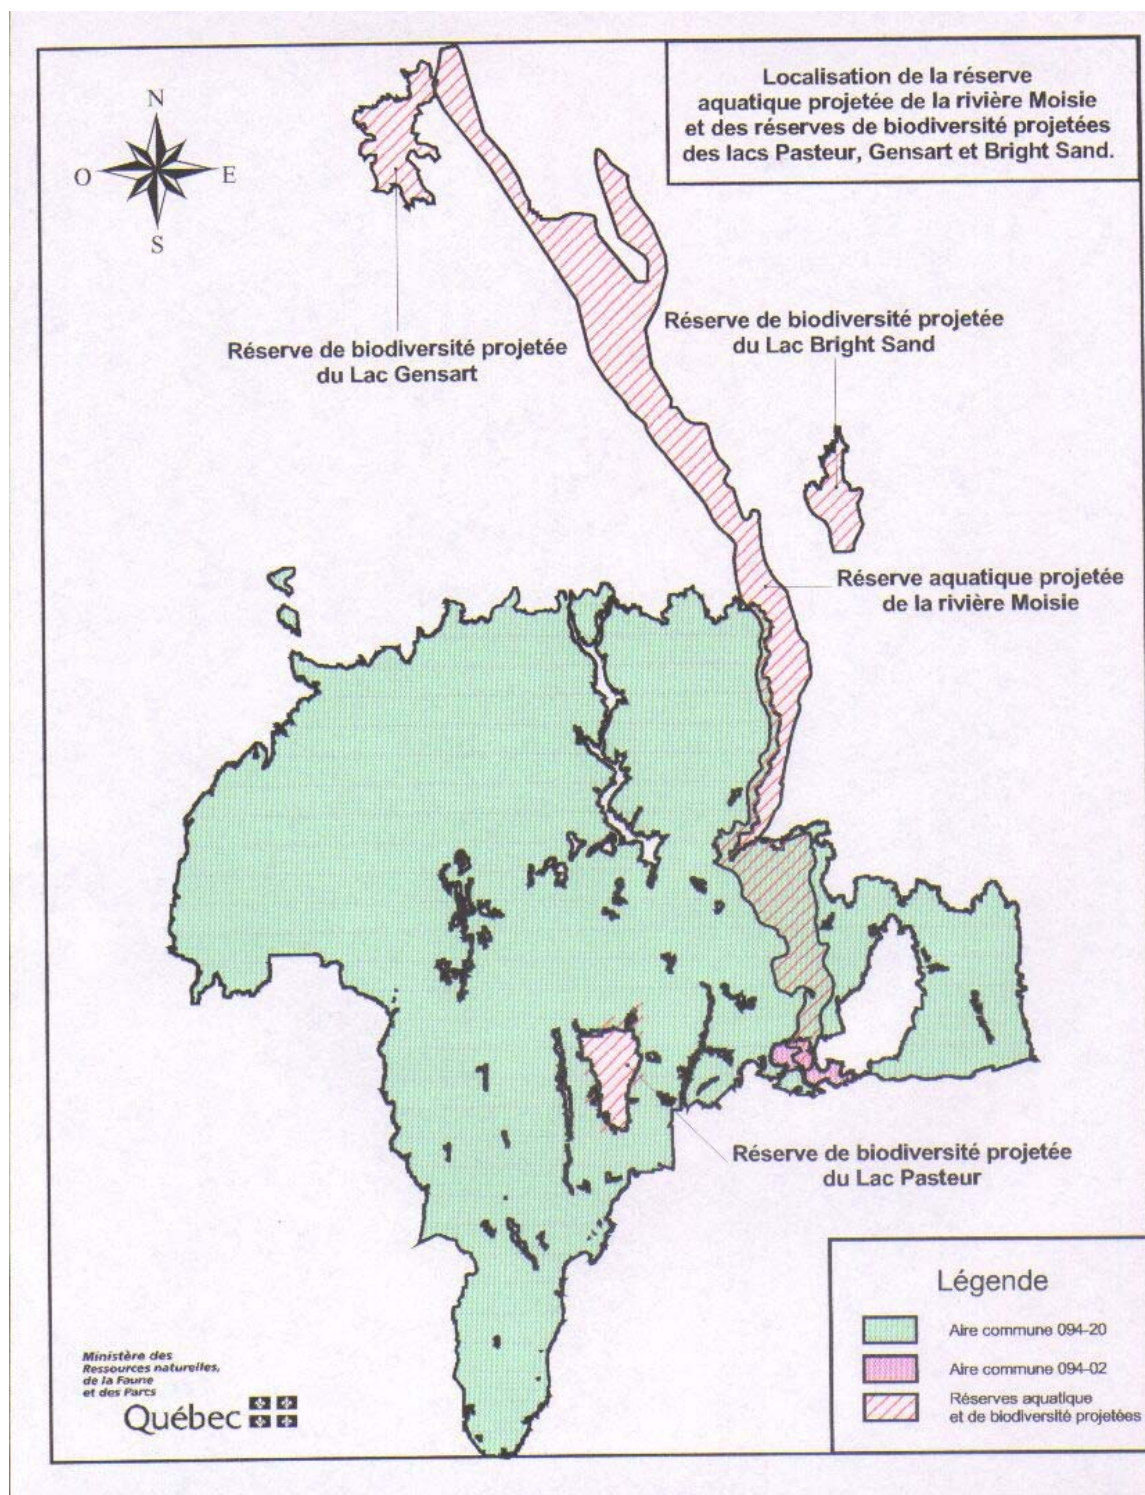 Localisation de la réserve
aquatique projetée de la rivière Moisie
et des réserves de biodiversité projetées
des lacs Pasteur, Gensart et Bright Sand.
N
O
E
S
Réserve de biodiversité projetée
du Lac Gensart
Réserve de biodiversité projetée
du Lac Bright Sand
Réserve aquatique projetée
de la rivière Moisie
Réserve de biodiversité projetée
du Lac Pasteur
Légende
Aire commune 094-20
Aire commune 094-02
Réserves aquatique
et de biodiversité projetées
Ministère des
Ressources naturelles,
de la Faune
et des Parcs
Québec